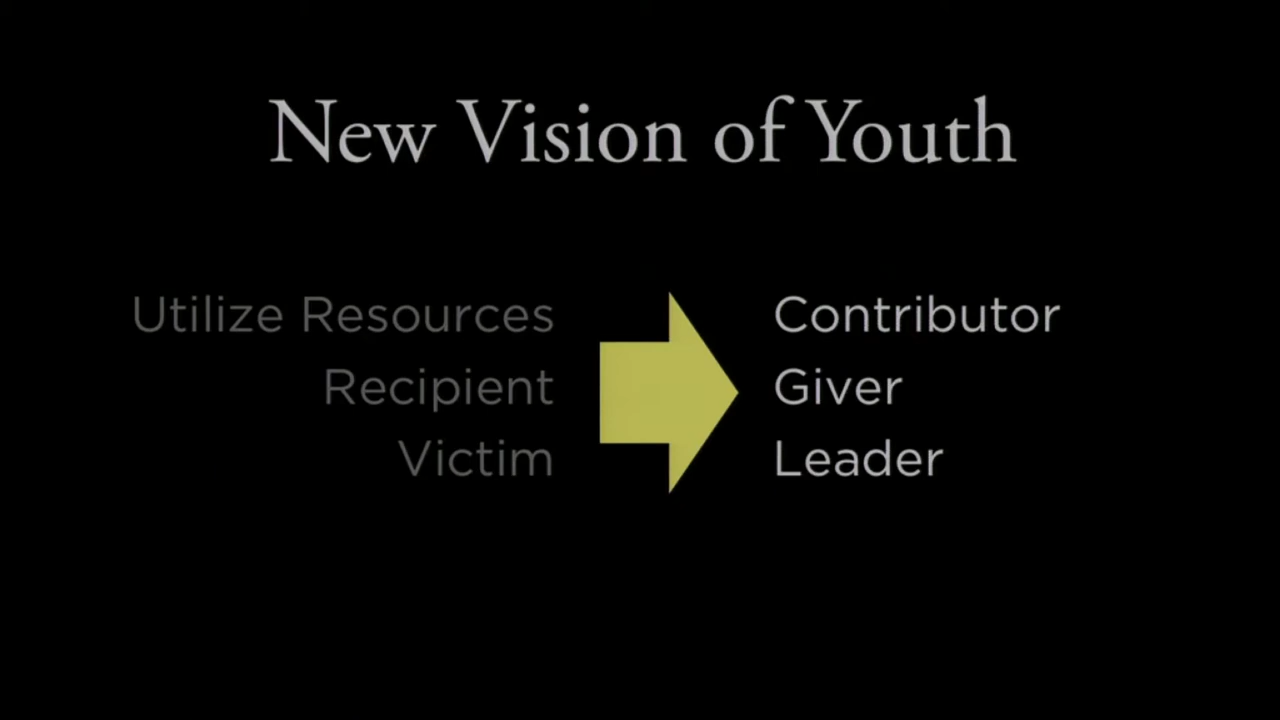 New Vision of Youth
Utilize Resources
Recipient
Victim
Contributor
Giver
Leader